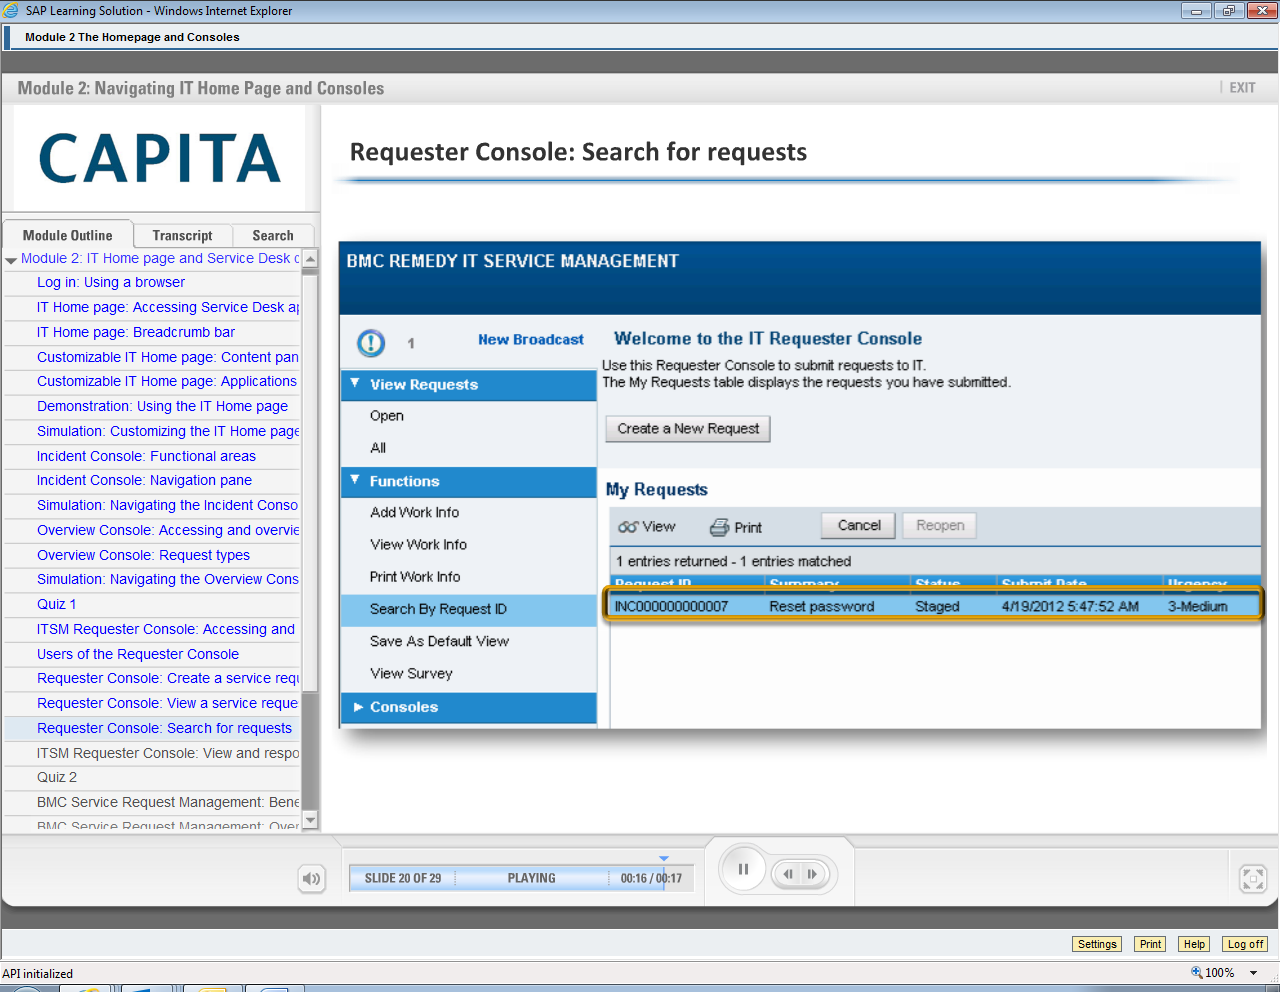 SAP Learning Solution - Windows Internet Explorer
Module 2 The Homepage and Consoles
Module 2: Navigating IT Home Page and Consoles
EXIT
CAPITA
Module Outline
Transcript
Search
Module 2: IT Home page and Service Desk c
Log in: Using a browser
IT Home page: Accessing Service Desk ap
IT Home page: Breadcrumb bar
Customizable IT Home page: Content pan
Customizable IT Home page: Applications
Demonstration: Using the IT Home page
Simulation: Customizing the IT Home page
Incident Console: Functional areas
Incident Console: Navigation pane
Simulation: Navigating the Incident Conso
Overview Console: Accessing and overvie
Overview Console: Request types
Simulation: Navigating the Overview Cons
Quiz 1
ITSM Requester Console: Accessing and
Users of the Requester Console
Requester Console: Create a service requ
Requester Console: View a service reque
Requester Console: Search for requests
ITSM Requester Console: View and respo
Quiz 2
BMC Service Request Management: Bene
BMC Service Request Management: Over
Requester Console: Search for requests
BMC REMEDY IT SERVICE MANAGEMENT
1
New Broadcast
View Requests
Open
All
Functions
Add Work Info
View Work Info
Print Work Info
Search By Request ID
Save As Default View
View Survey
Consoles
Welcome to the IT Requester Console
Use this Requester Console to submit requests to IT.
The My Requests table displays the requests you have submitted.
Create a New Request
My Requests
View Print Cancel Reopen
1 entries returned - 1 entries matched
Request ID Summary Status Submit Date Urgency
INC000000000007 Reset password Staged 4/19/2012 5:47:52 AM 3-Medium
SLIDE 20 OF 29 PLAYING 00:16 / 00:17
Settings Print Help Log off
API initialized
100%